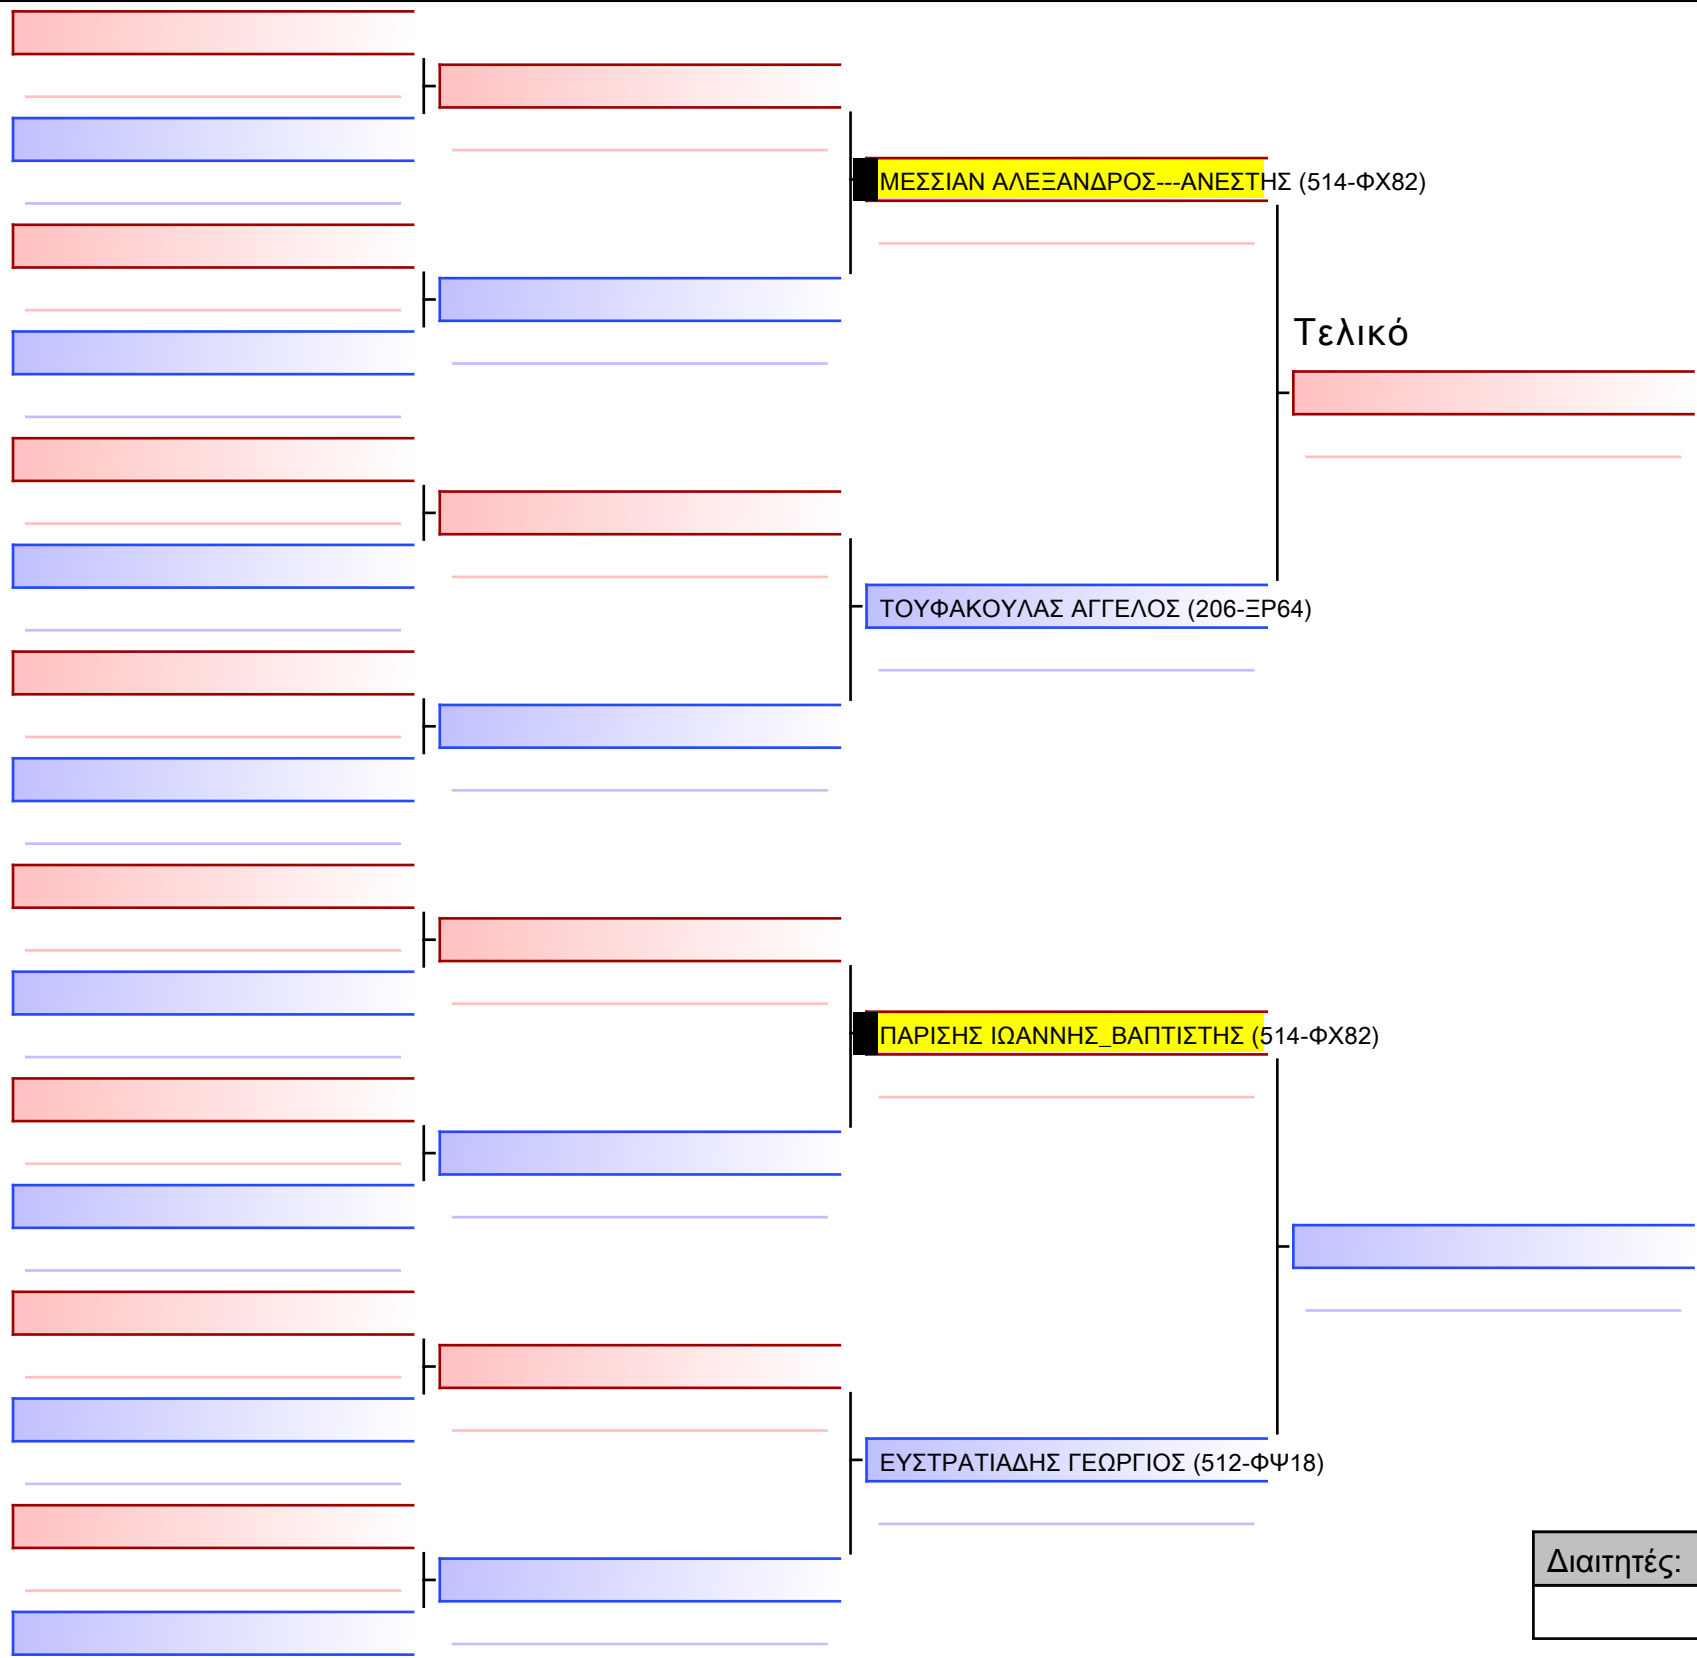 ΜΕΣΣΙΑΝ ΑΛΕΞΑΝΔΡΟΣ---ΑΝΕΣΤΗΣ (514-ΦΧ82)
Τελικό
ΤΟΥΦΑΚΟΥΛΑΣ ΑΓΓΕΛΟΣ (206-ΞΡ64)
ΠΑΡΙΣΗΣ ΙΩΑΝΝΗΣ_ΒΑΠΤΙΣΤΗΣ (514-ΦΧ82)
ΕΥΣΤΡΑΤΙΑΔΗΣ ΓΕΩΡΓΙΟΣ (512-ΦΨ18)
Διαιτητές: